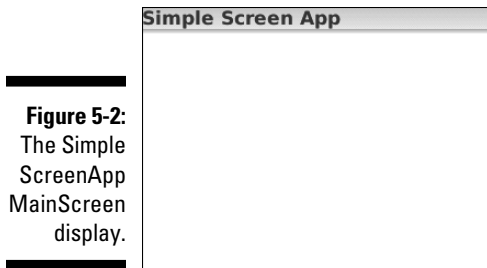 Simple Screen App
Figure 5-2:
The Simple
ScreenApp
MainScreen
display.